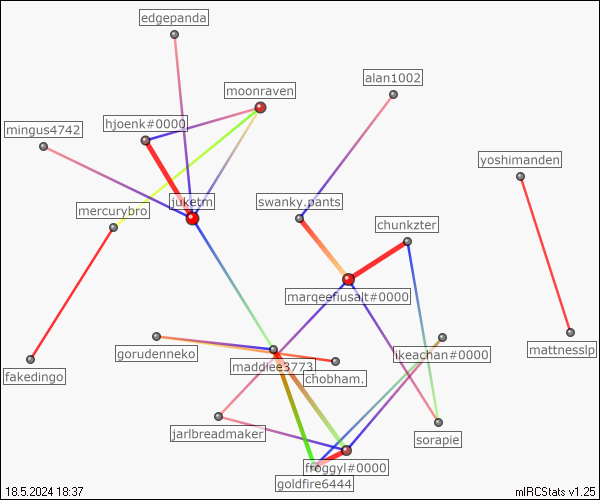 edgepanda
alan1002
moonraven
hjoenk#0000
mingus4742
yoshimanden
juketm
swanky.pants
mercurybro
chunkzter
marqeefiusalt#0000
gorudenneko
ikeachan#0000
mattnesslp
maddiee3773
chobham.
fakedingo
jarlbreadmaker
sorapie
froggyl#0000
goldfire6444
18.5.2024 18:37
mIRCStats v1.25